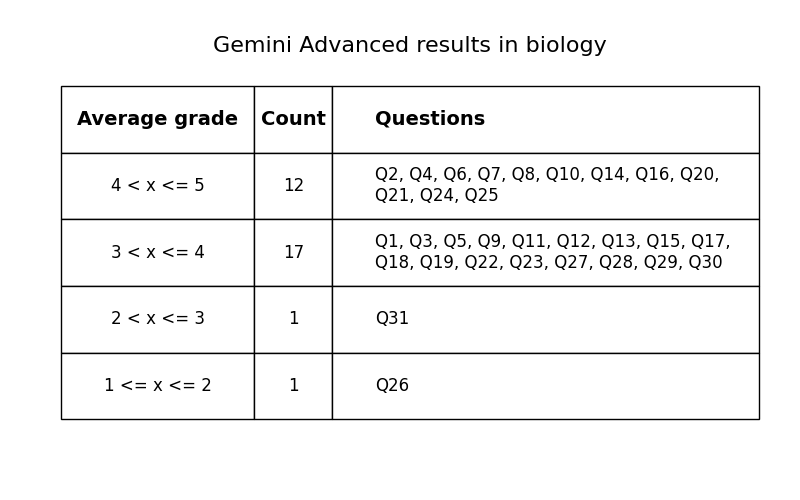 Gemini Advanced results in biology
Average grade Count Questions
4 < x <= 5 12 Q2, Q4, Q6, Q7, Q8, Q10, Q14, Q16, Q20,
Q21, Q24, Q25
3 < x <= 4 17 Q1, Q3, Q5, Q9, Q11, Q12, Q13, Q15, Q17,
Q18, Q19, Q22, Q23, Q27, Q28, Q29, Q30
2 < x <= 3 1 Q31
1 <= x <= 2 1 Q26